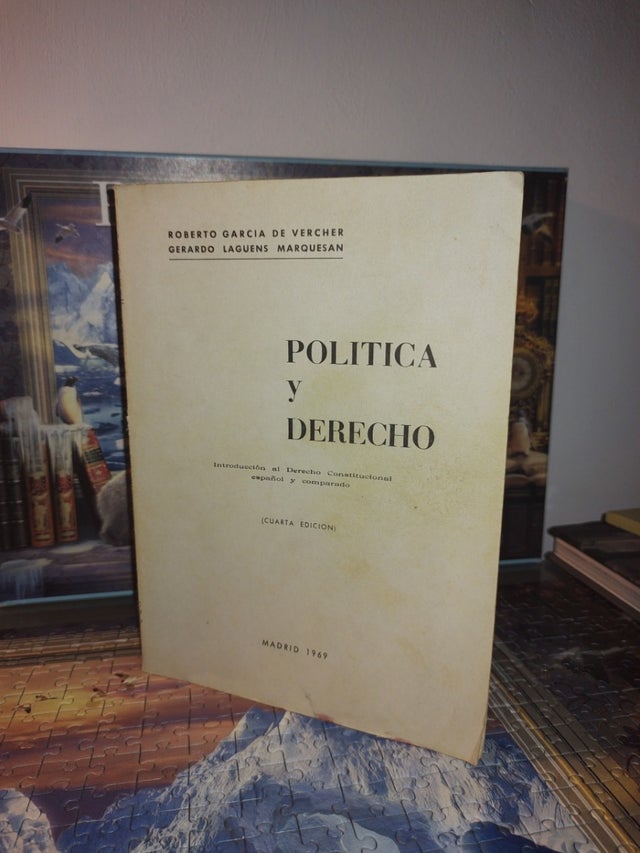 ROBERTO GARCIA DE VERCHER
GERARDO LAGUENS MARQUESAN
POLITICA
y
DERECHO
Introducción al Derecho Constitucional
español y comparado
(CUARTA EDICION)
MADRID 1969